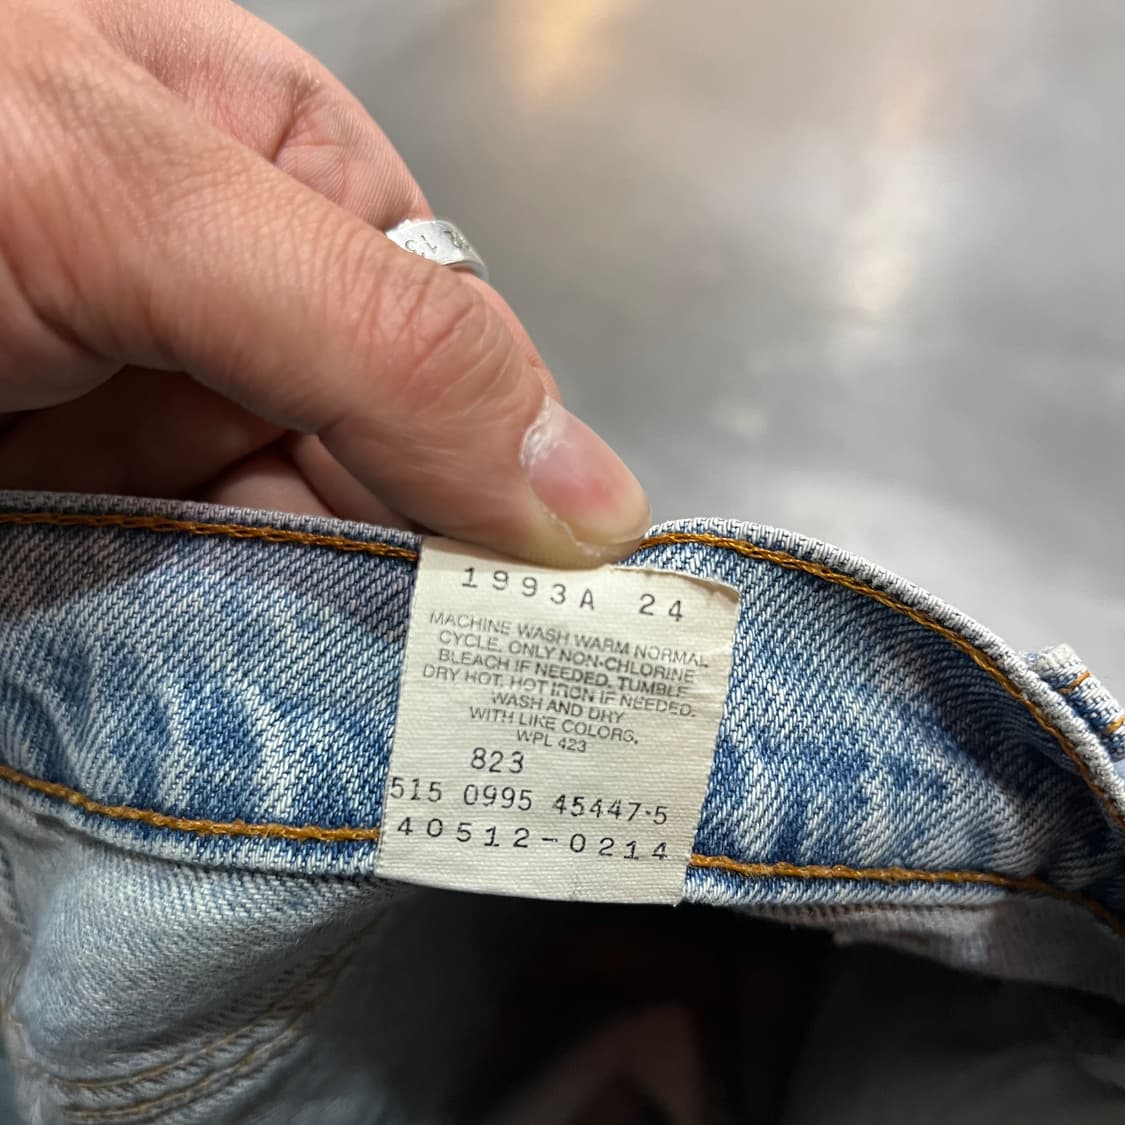 1993A 24
MACHINE WASH WARM NORMAL
CYCLE. ONLY NON-CHLORINE
BLEACH IF NEEDED. TUMBLE
DRY HOT. HOT IRON IF NEEDED.
WASH AND DRY
WITH LIKE COLORS.
WPL 423
823
515 0995 45447-5
40512-0214